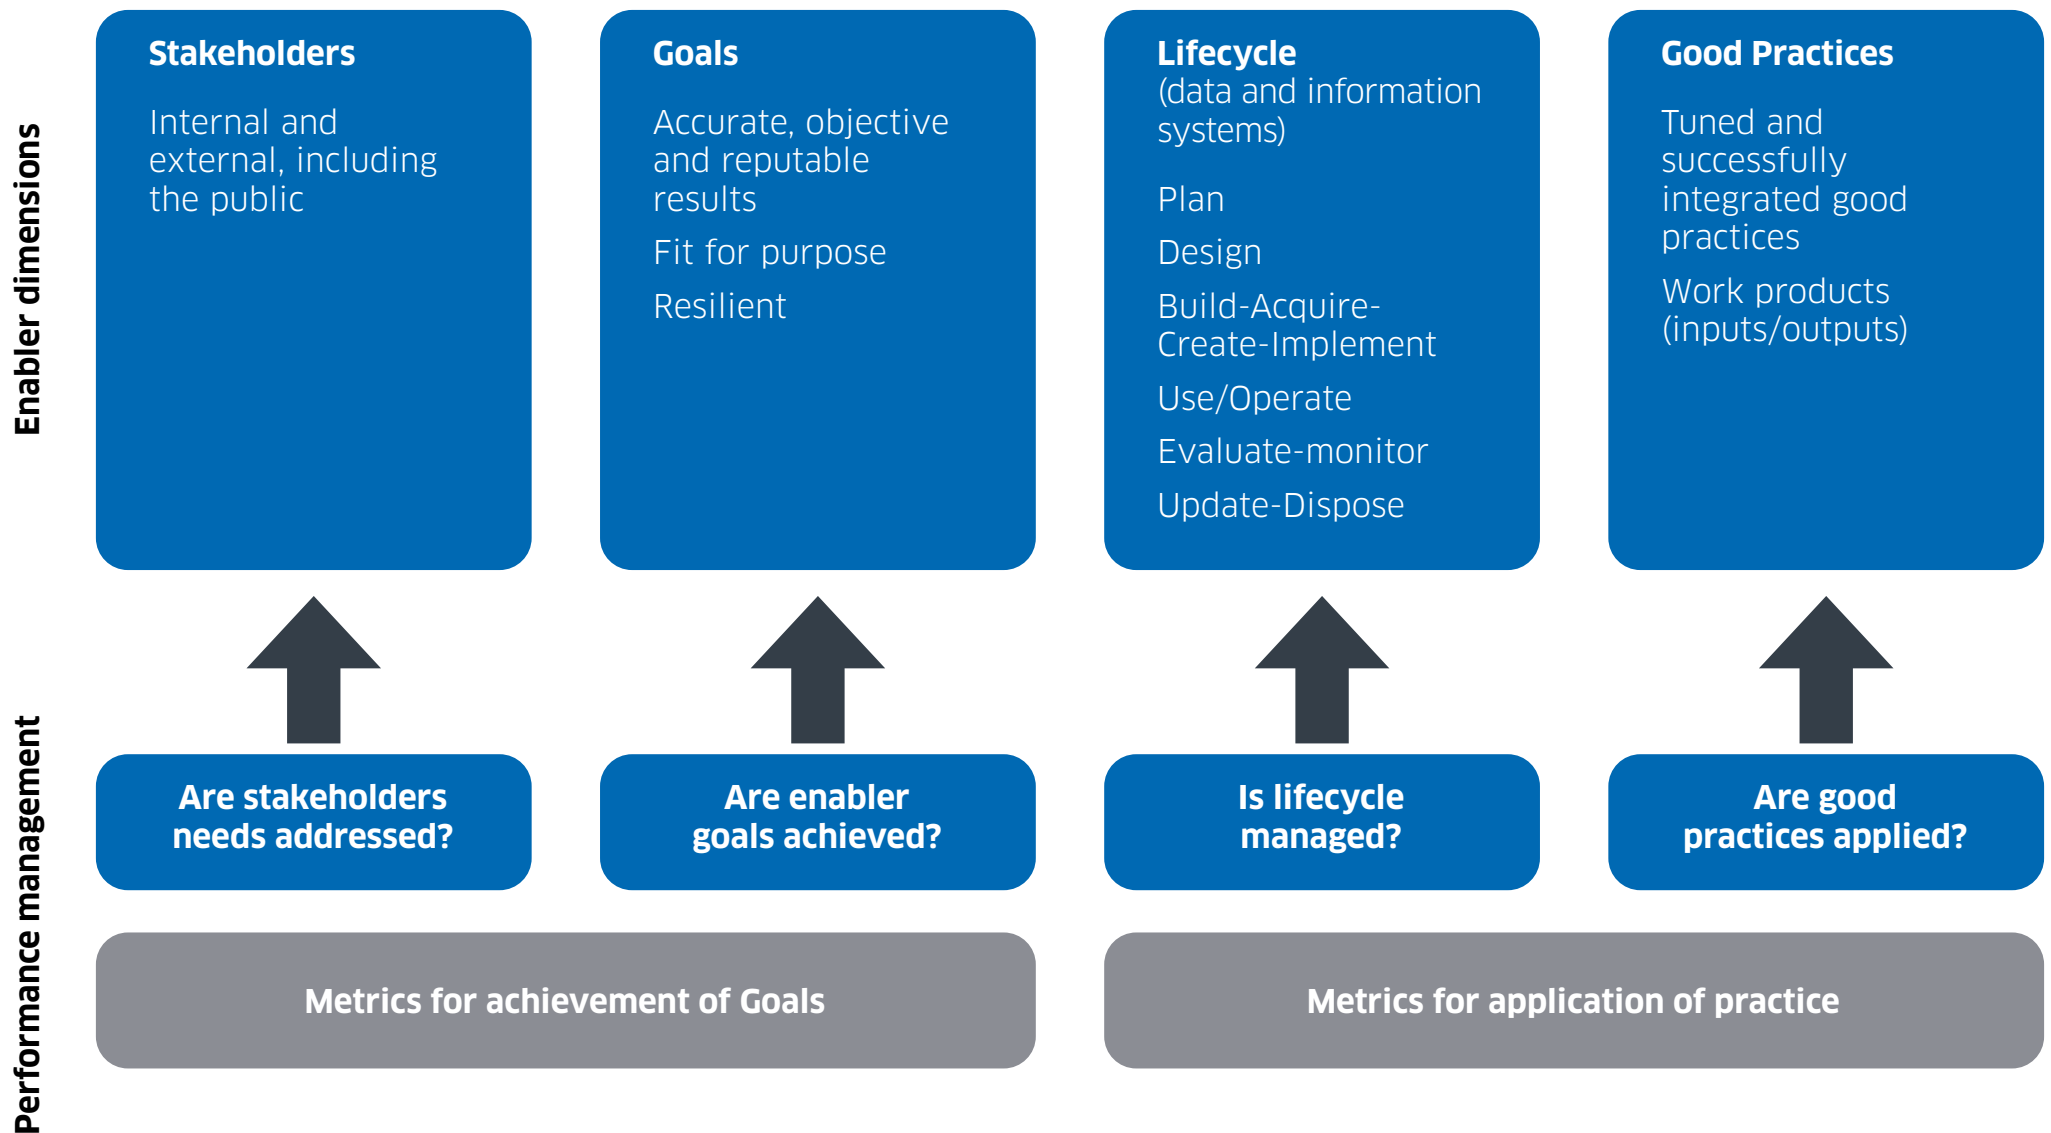 Enabler dimensions
Stakeholders
Internal and
external, including
the public
Goals
Accurate, objective
and reputable
results
Fit for purpose
Resilient
Lifecycle
(data and information
systems)
Plan
Design
Build-Acquire-
Create-Implement
Use/Operate
Evaluate-monitor
Update-Dispose
Good Practices
Tuned and
successfully
integrated good
practices
Work products
(inputs/outputs)
Performance management
Are stakeholders
needs addressed?
Are enabler
goals achieved?
Is lifecycle
managed?
Are good
practices applied?
Metrics for achievement of Goals
Metrics for application of practice